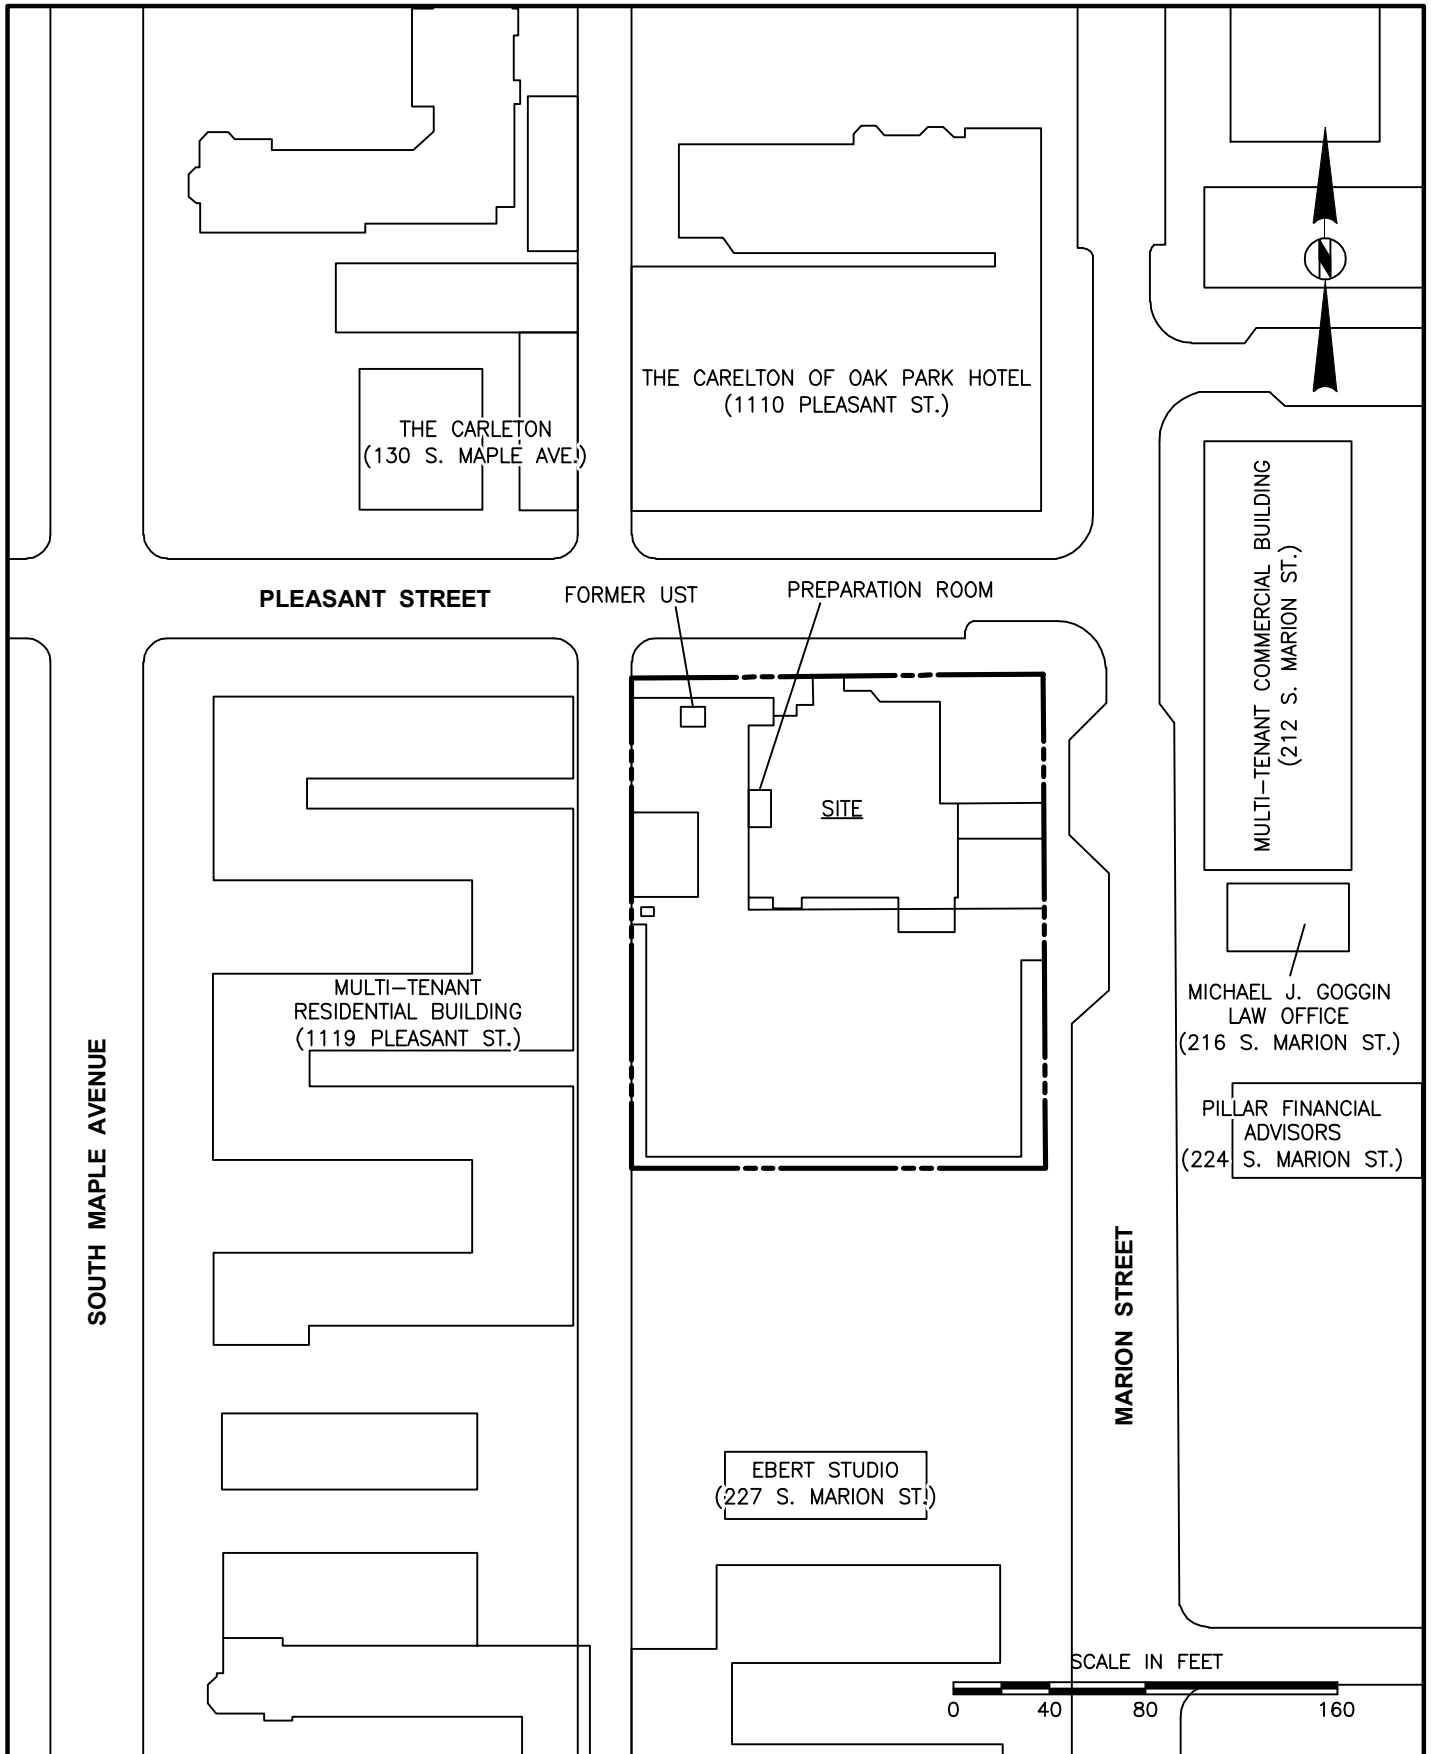 THE CARELTON OF OAK PARK HOTEL
(1110 PLEASANT ST.)
THE CARLETON
(130 S. MAPLE AVE.)
MULTI-TENANT COMMERCIAL BUILDING
(212 S. MARION ST.)
PLEASANT STREET
FORMER UST
PREPARATION ROOM
SITE
MULTI-TENANT
RESIDENTIAL BUILDING
(1119 PLEASANT ST.)
MICHAEL J. GOGGIN
LAW OFFICE
(216 S. MARION ST.)
PILLAR FINANCIAL
ADVISORS
(224 S. MARION ST.)
SOUTH MAPLE AVENUE
MARION STREET
EBERT STUDIO
(227 S. MARION ST.)
SCALE IN FEET
0 40 80 160